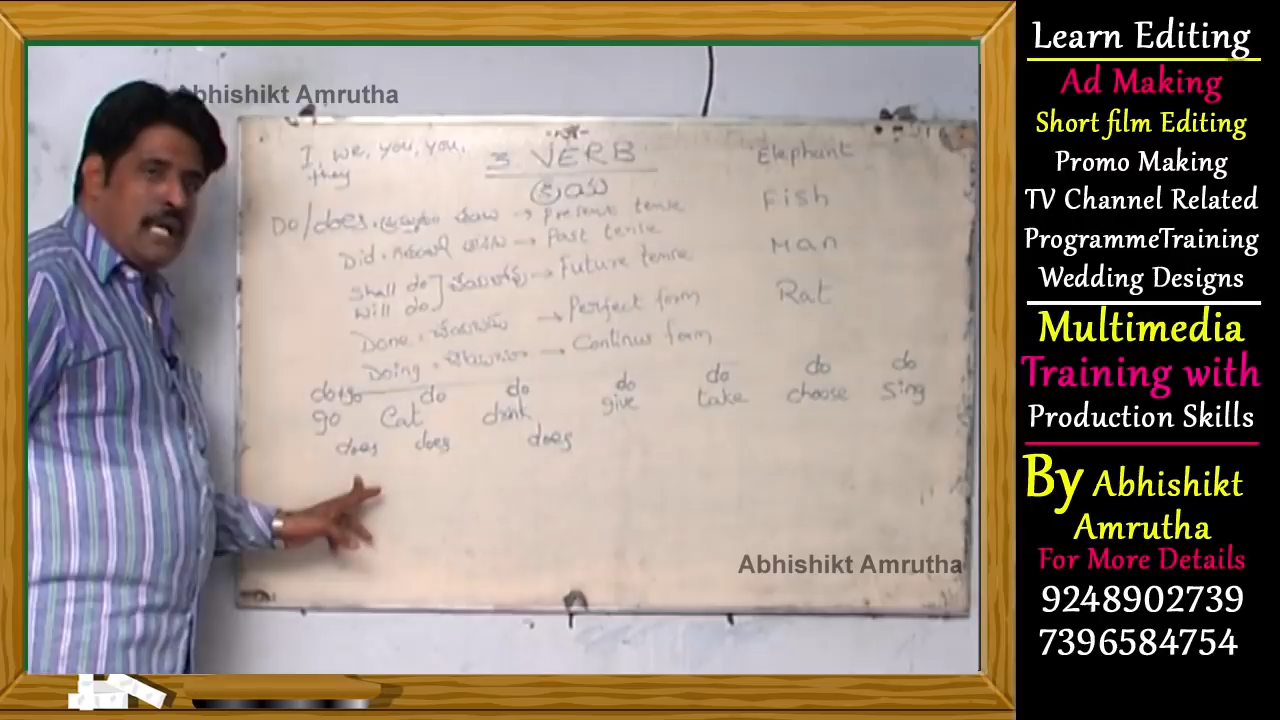 Abhishikt Amrutha
I, we, you, you,
they
3 VERB
క్రియ
Elephant
Fish
Man
Rat
Do/does. → Present tense
Did. → Past tense
Shall do
Will do → Future tense
Done. → Perfect form
Doing. → form
do do do do do do
go Cat drink give take choose Sing
does does does
Abhishikt Amrutha
Learn Editing
Ad Making
Short film Editing
Promo Making
TV Channel Related
ProgrammeTraining
Wedding Designs
Multimedia
Training with
Production Skills
By Abhishikt
Amrutha
For More Details
9248902739
7396584754